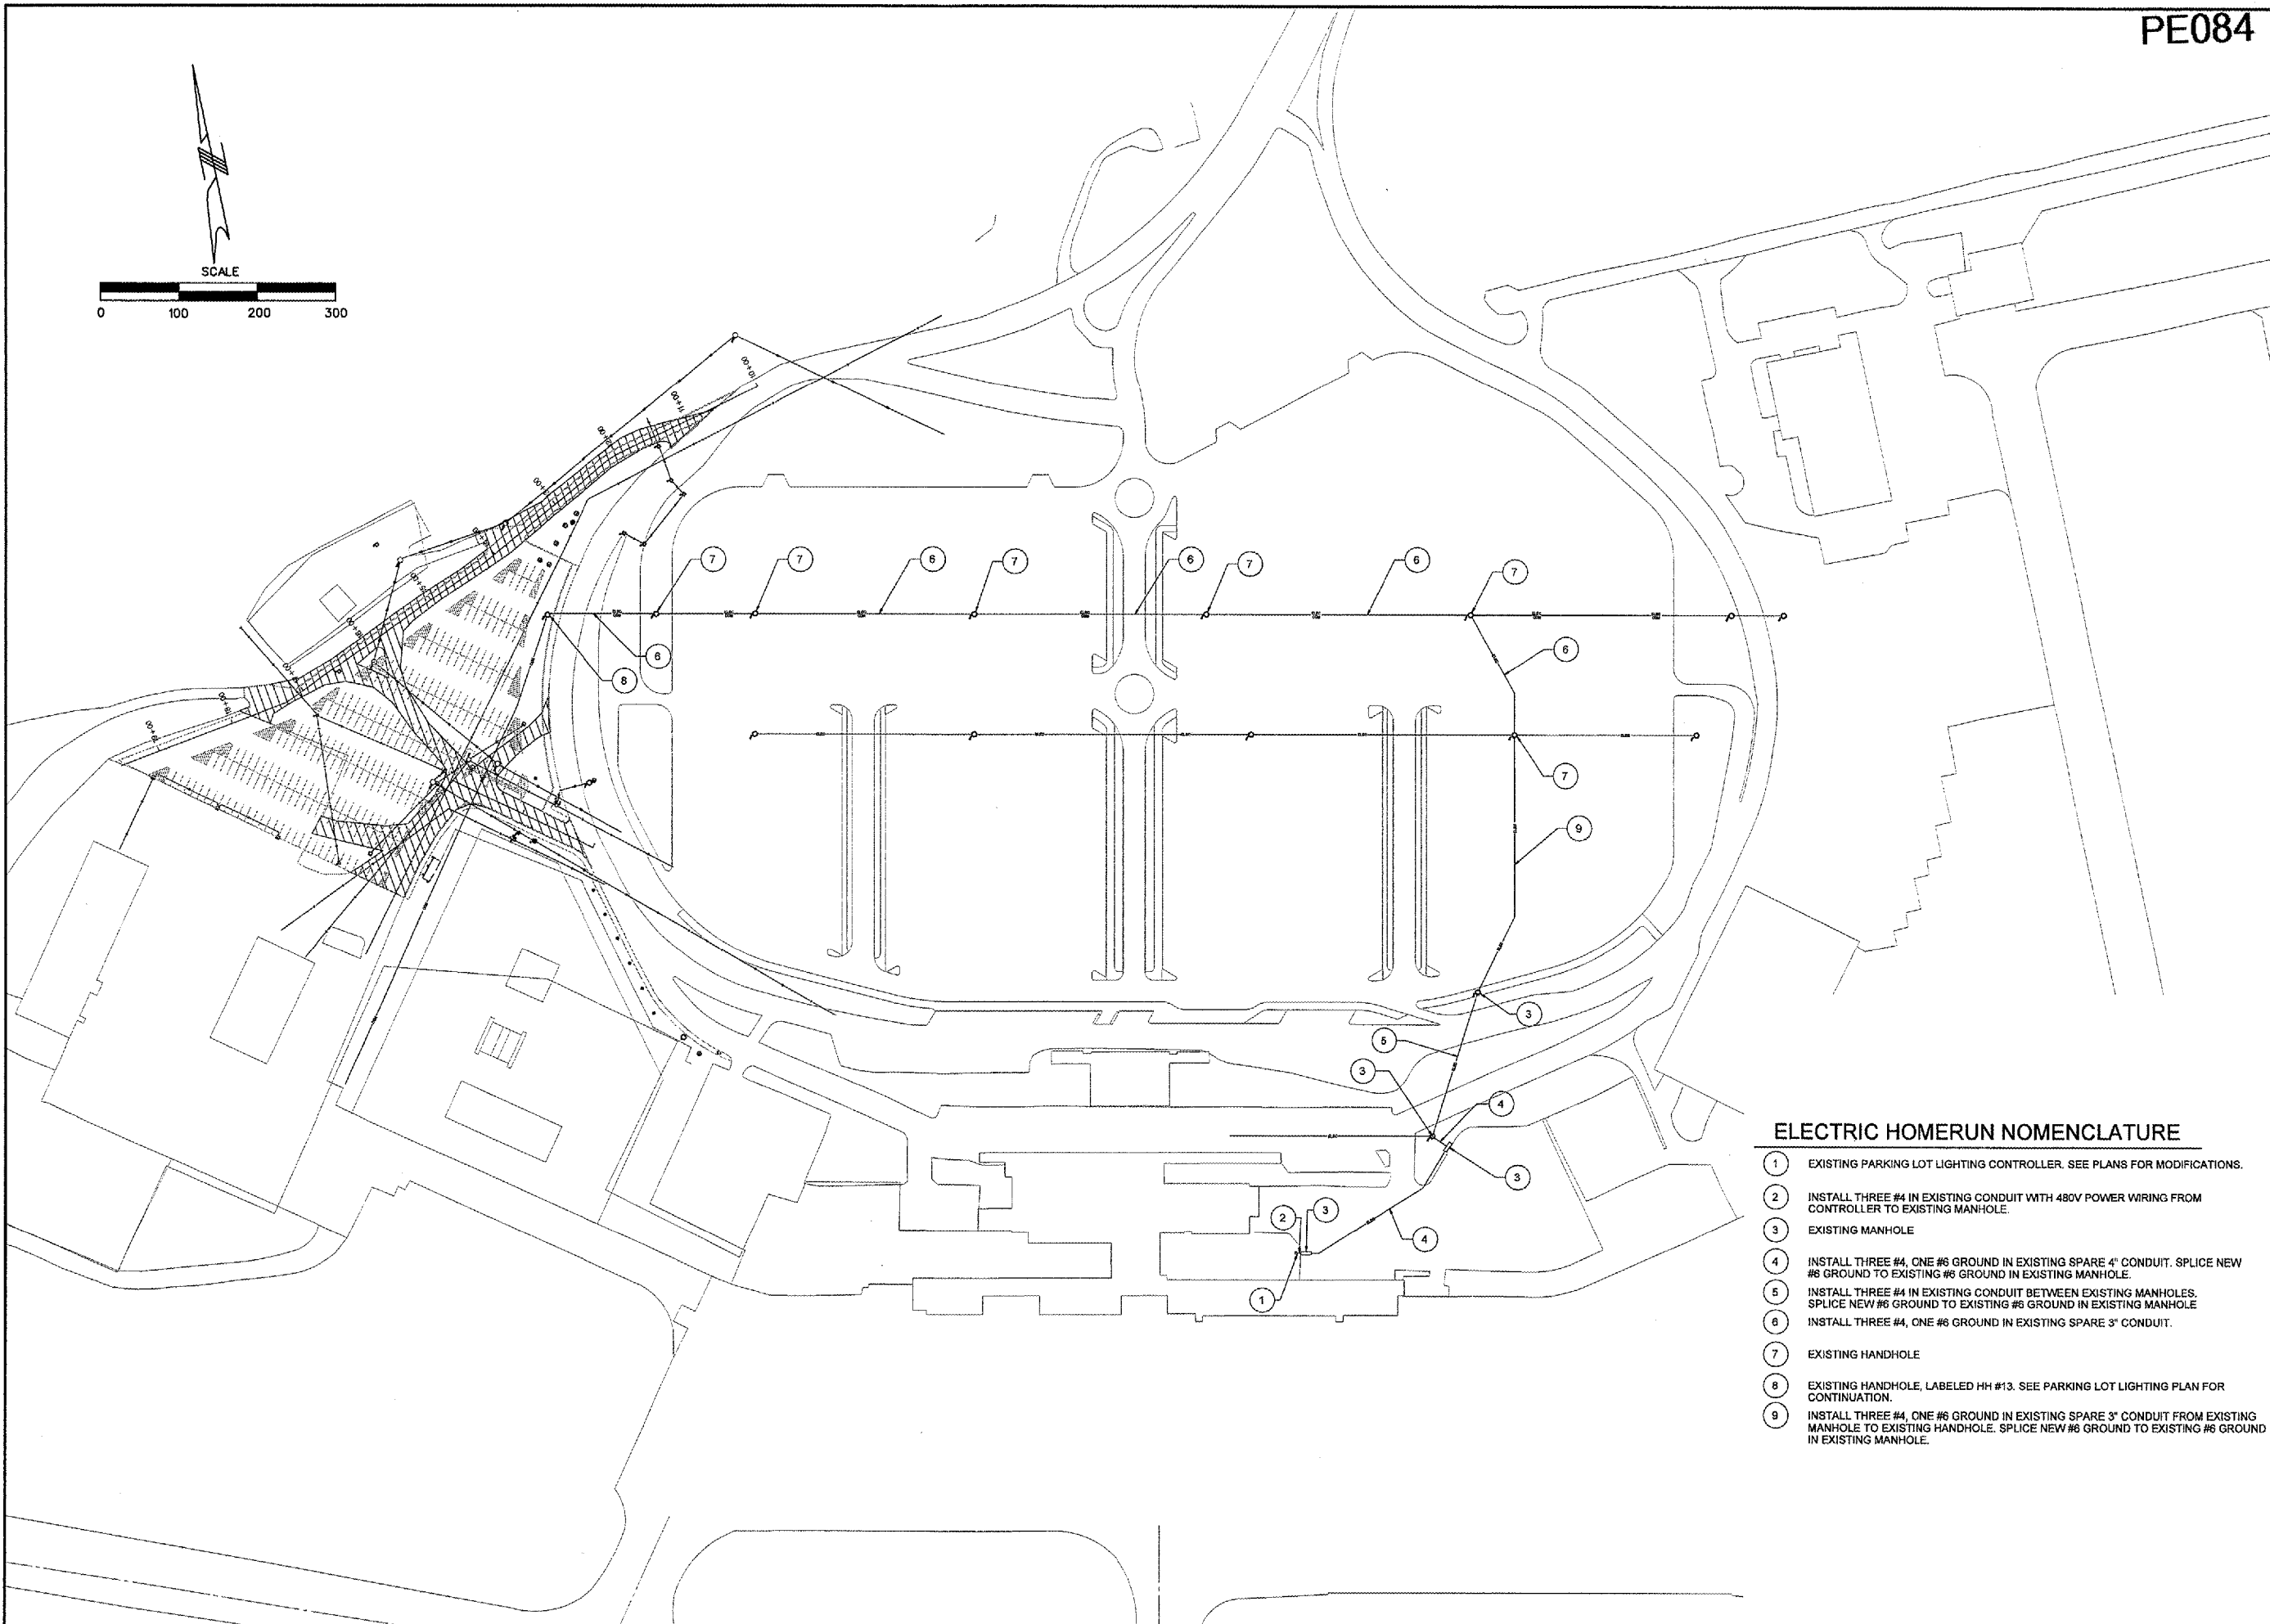 PE084
SCALE
0 100 200 300
10+00
11+00
7
7
6
7
6
7
6
7
6
8
6
7
9
3
5
3
4
3
2
3
4
1
ELECTRIC HOMERUN NOMENCLATURE
1 EXISTING PARKING LOT LIGHTING CONTROLLER. SEE PLANS FOR MODIFICATIONS.
2 INSTALL THREE #4 IN EXISTING CONDUIT WITH 480V POWER WIRING FROM
CONTROLLER TO EXISTING MANHOLE.
3 EXISTING MANHOLE
4 INSTALL THREE #4, ONE #6 GROUND IN EXISTING SPARE 4" CONDUIT. SPLICE NEW
#6 GROUND TO EXISTING #6 GROUND IN EXISTING MANHOLE.
5 INSTALL THREE #4 IN EXISTING CONDUIT BETWEEN EXISTING MANHOLES.
SPLICE NEW #6 GROUND TO EXISTING #6 GROUND IN EXISTING MANHOLE
6 INSTALL THREE #4, ONE #6 GROUND IN EXISTING SPARE 3" CONDUIT.
7 EXISTING HANDHOLE
8 EXISTING HANDHOLE, LABELED HH #13. SEE PARKING LOT LIGHTING PLAN FOR
CONTINUATION.
9 INSTALL THREE #4, ONE #6 GROUND IN EXISTING SPARE 3" CONDUIT FROM EXISTING
MANHOLE TO EXISTING HANDHOLE. SPLICE NEW #6 GROUND TO EXISTING #6 GROUND
IN EXISTING MANHOLE.